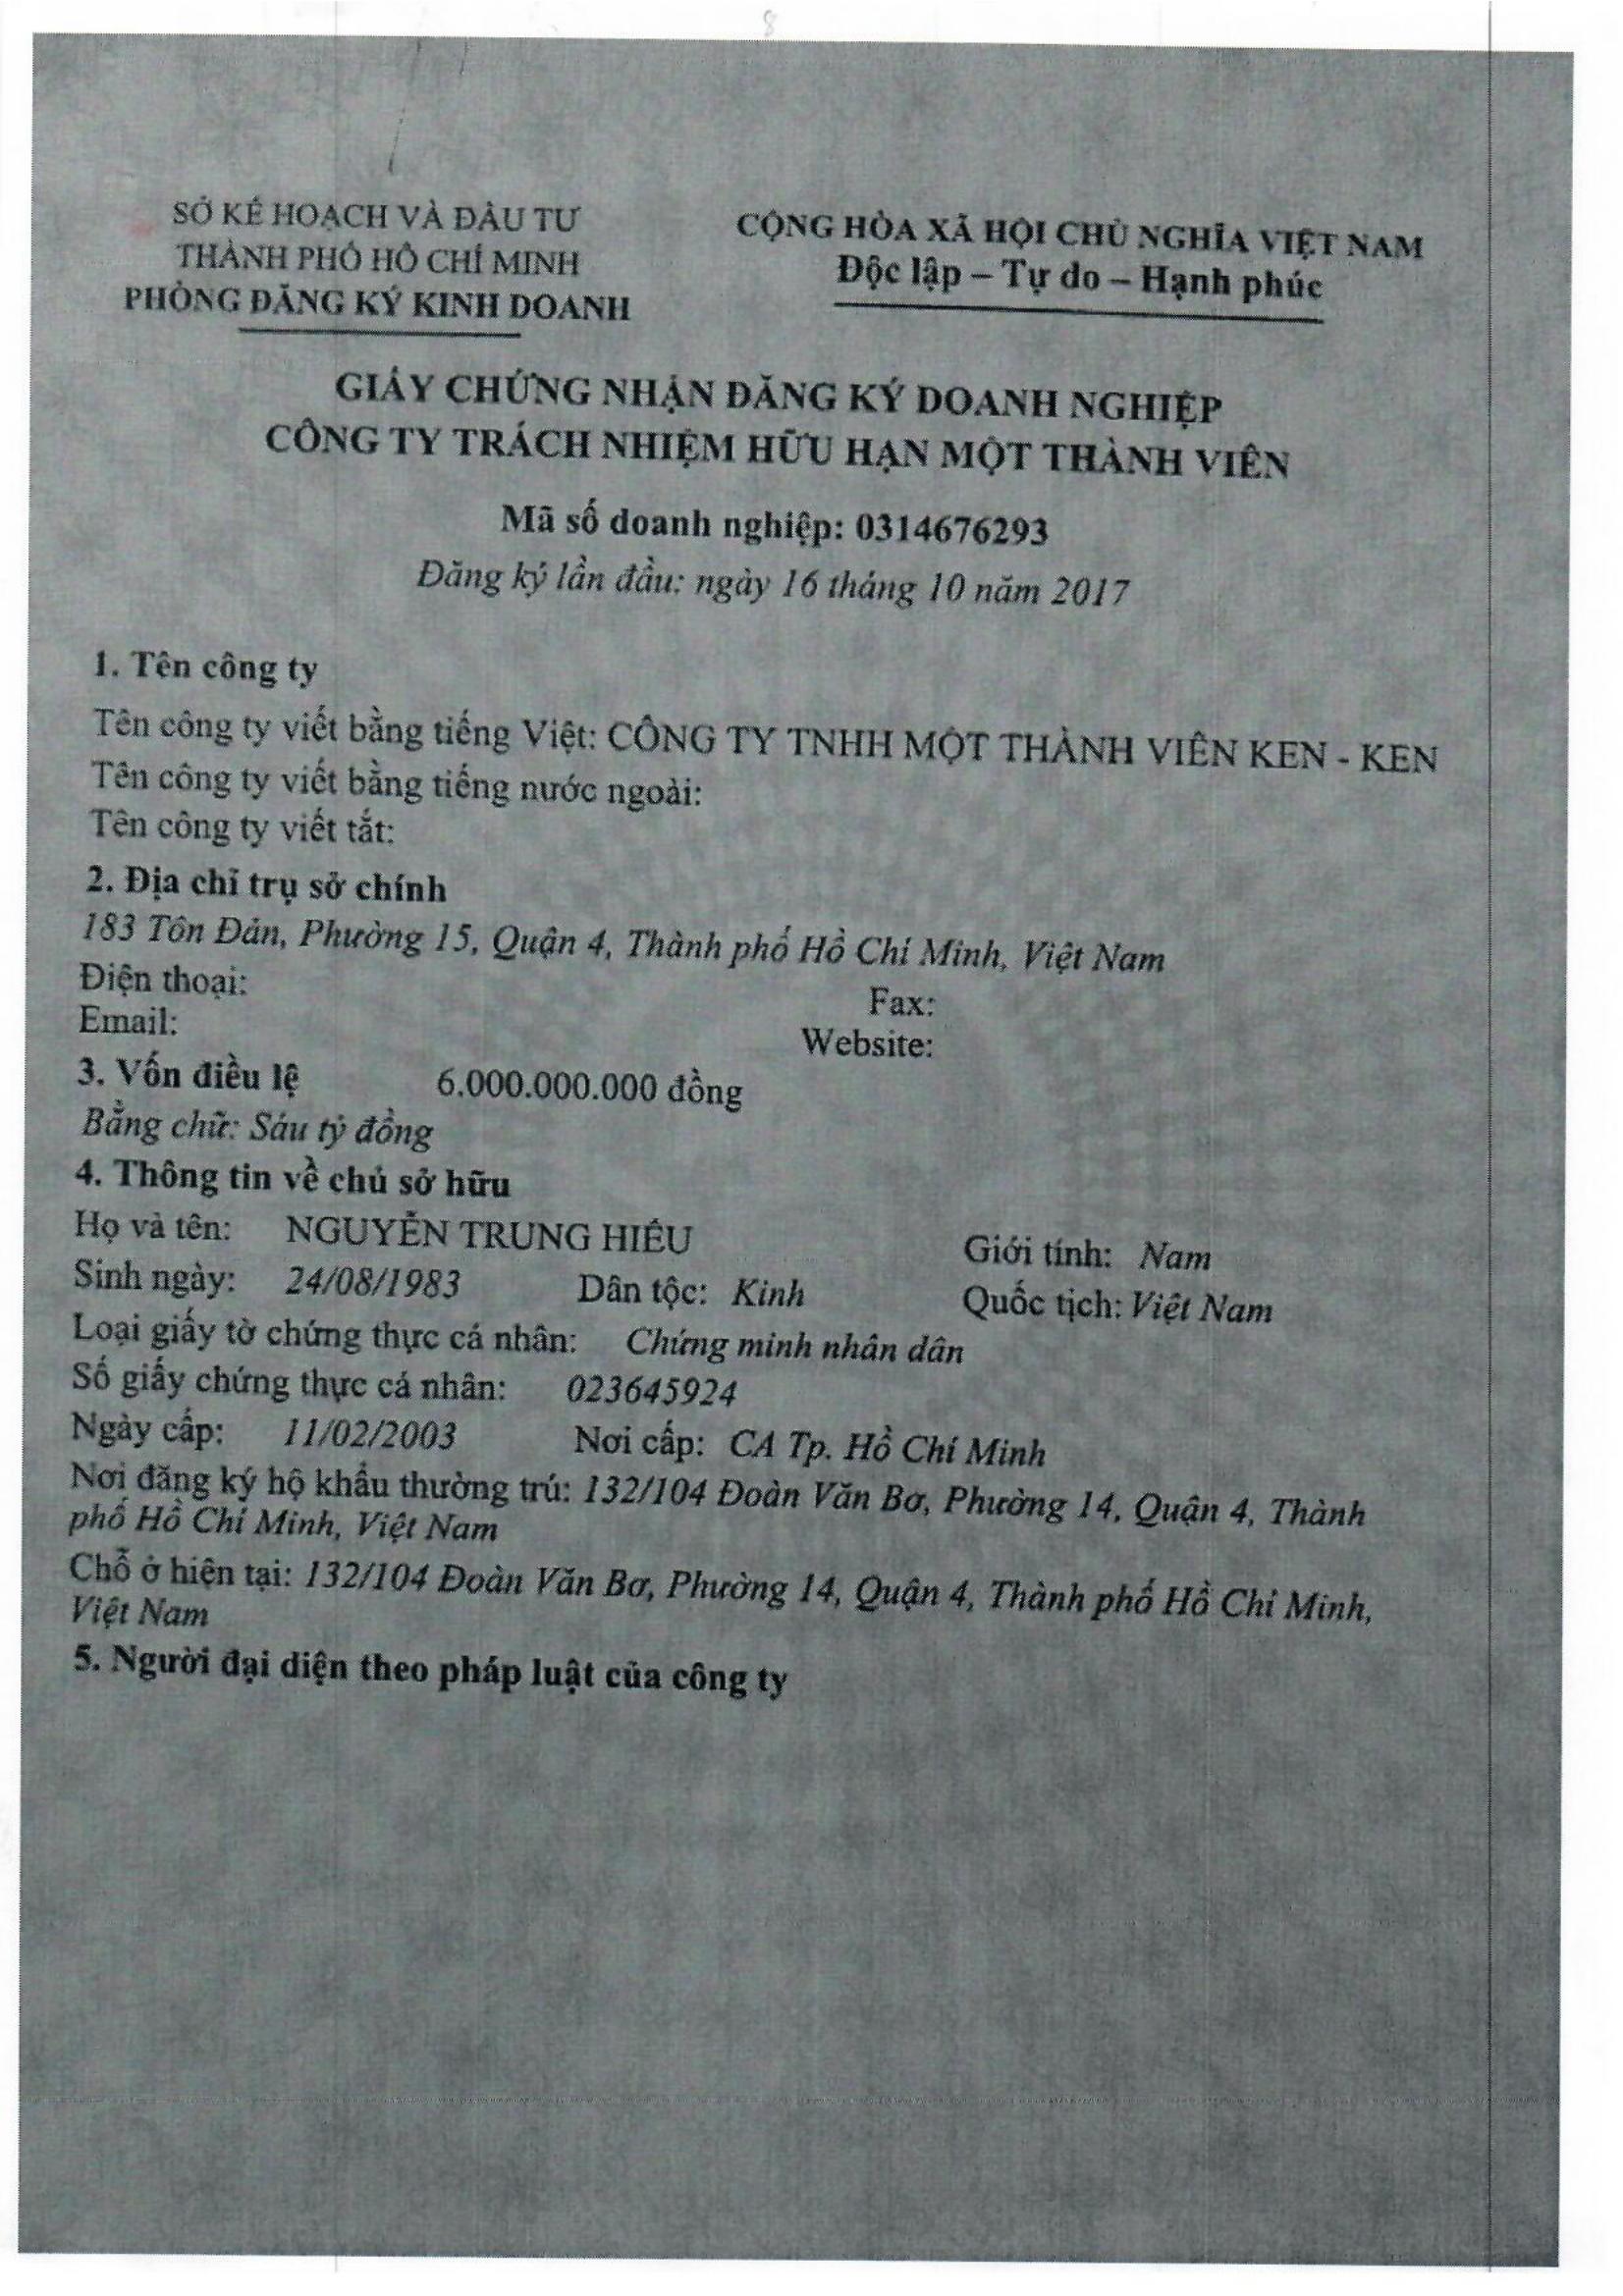 8
SỞ KẾ HOẠCH VÀ ĐẦU TƯ
THÀNH PHỐ HỒ CHÍ MINH
PHÒNG ĐĂNG KÝ KINH DOANH
CỘNG HÒA XÃ HỘI CHỦ NGHĨA VIỆT NAM
Độc lập – Tự do – Hạnh phúc
GIẤY CHỨNG NHẬN ĐĂNG KÝ DOANH NGHIỆP
CÔNG TY TRÁCH NHIỆM HỮU HẠN MỘT THÀNH VIÊN
Mã số doanh nghiệp: 0314676293
Đăng ký lần đầu: ngày 16 tháng 10 năm 2017
1. Tên công ty
Tên công ty viết bằng tiếng Việt: CÔNG TY TNHH MỘT THÀNH VIÊN KEN - KEN
Tên công ty viết bằng tiếng nước ngoài:
Tên công ty viết tắt:
2. Địa chỉ trụ sở chính
183 Tôn Đản, Phường 15, Quận 4, Thành phố Hồ Chí Minh, Việt Nam
Điện thoại: Fax:
Email: Website:
3. Vốn điều lệ 6.000.000.000 đồng
Bằng chữ: Sáu tỷ đồng
4. Thông tin về chủ sở hữu
Họ và tên: NGUYỄN TRUNG HIẾU Giới tính: Nam
Sinh ngày: 24/08/1983 Dân tộc: Kinh Quốc tịch: Việt Nam
Loại giấy tờ chứng thực cá nhân: Chứng minh nhân dân
Số giấy chứng thực cá nhân: 023645924
Ngày cấp: 11/02/2003 Nơi cấp: CA Tp. Hồ Chí Minh
Nơi đăng ký hộ khẩu thường trú: 132/104 Đoàn Văn Bơ, Phường 14, Quận 4, Thành
phố Hồ Chí Minh, Việt Nam
Chỗ ở hiện tại: 132/104 Đoàn Văn Bơ, Phường 14, Quận 4, Thành phố Hồ Chí Minh,
Việt Nam
5. Người đại diện theo pháp luật của công ty